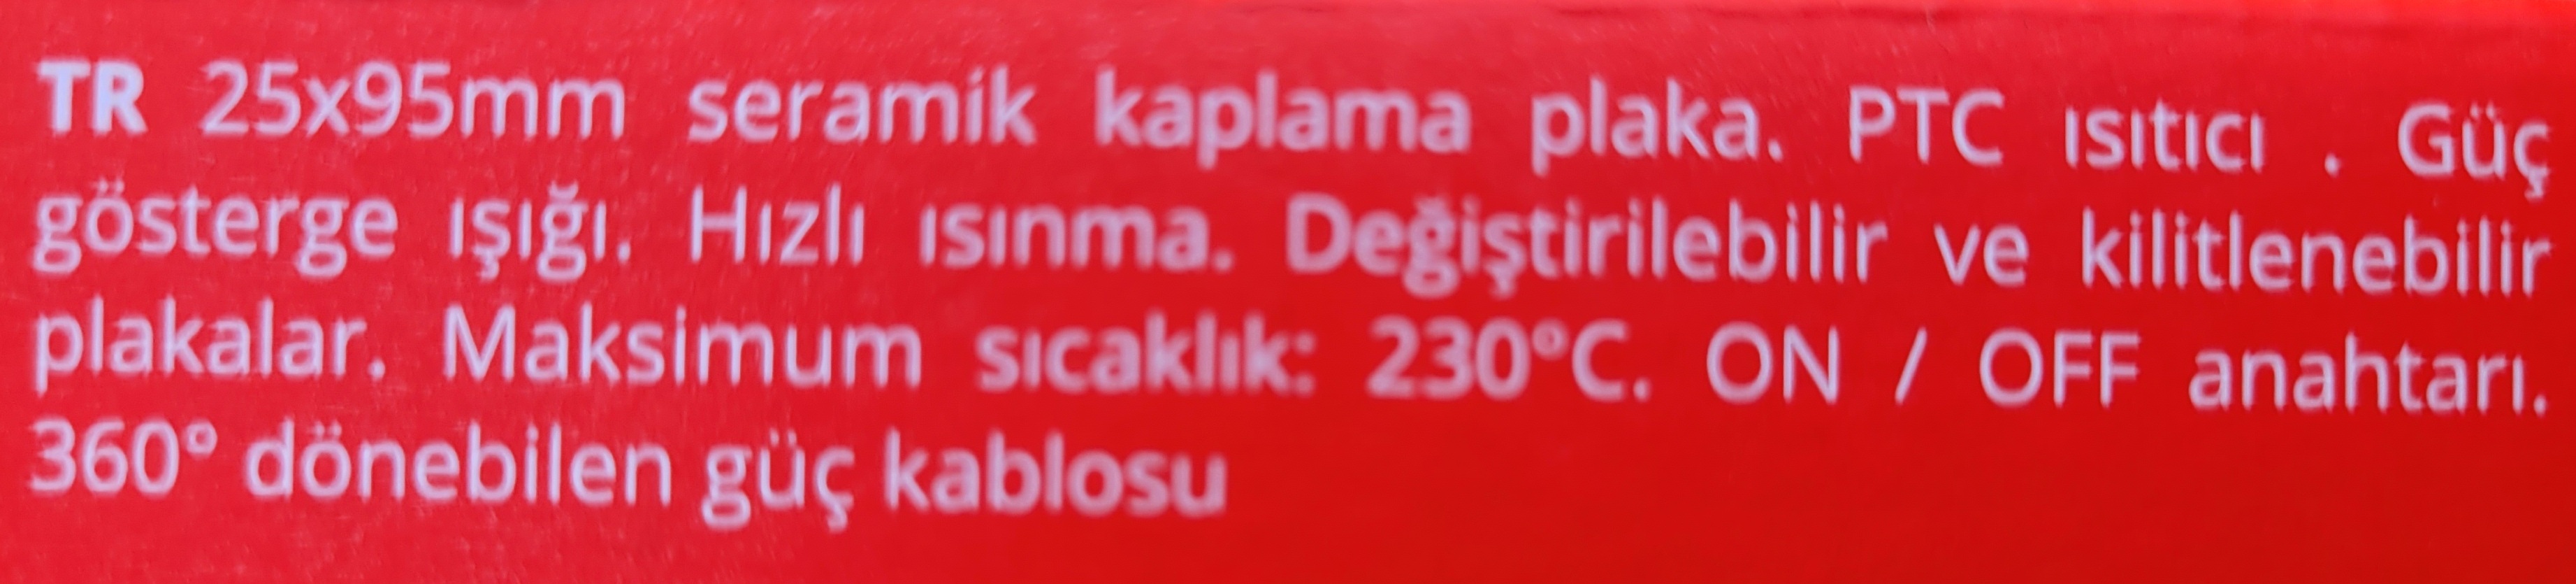 TR 25x95mm seramik kaplama plaka. PTC ısıtıcı . Güç
gösterge ışığı. Hızlı ısınma. Değiştirilebilir ve kilitlenebilir
plakalar. Maksimum sıcaklık: 230°C. ON / OFF anahtarı.
360° dönebilen güç kablosu